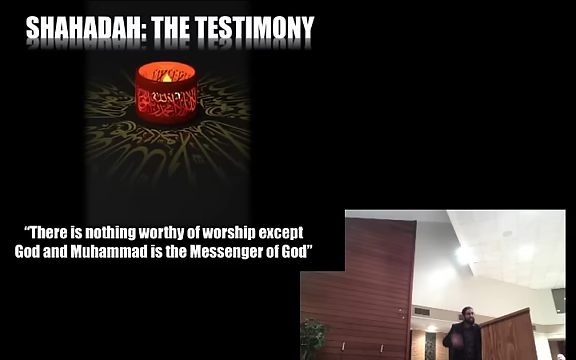 SHAHADAH: THE TESTIMONY
“There is nothing worthy of worship except
God and Muhammad is the Messenger of God”